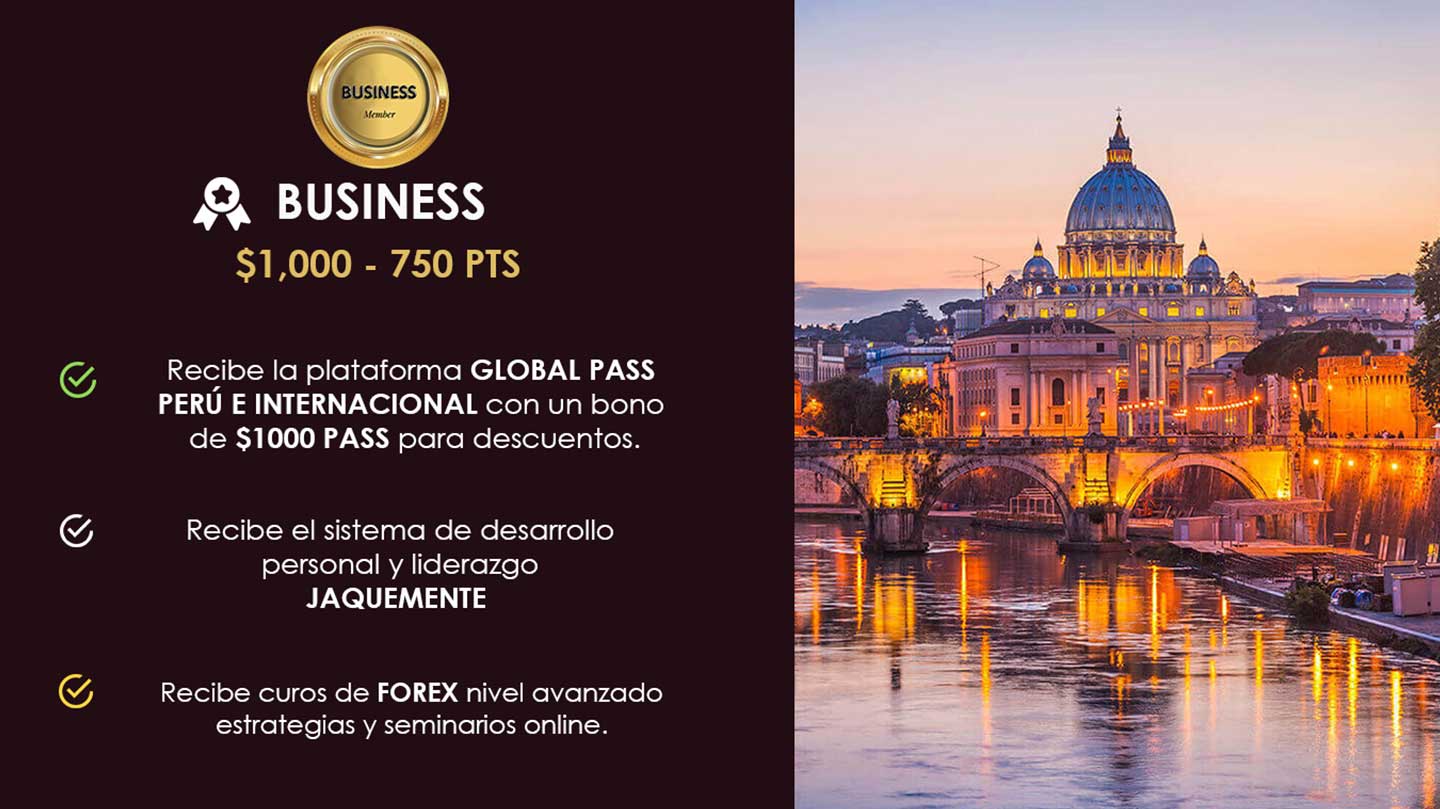 BUSINESS
Member
BUSINESS
$1,000 - 750 PTS
Recibe la plataforma GLOBAL PASS
PERÚ E INTERNACIONAL con un bono
de $1000 PASS para descuentos.
Recibe el sistema de desarrollo
personal y liderazgo
JAQUEMENTE
Recibe curos de FOREX nivel avanzado
estrategias y seminarios online.